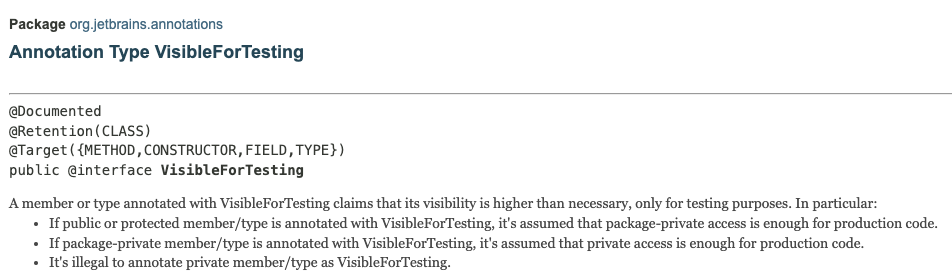 Package org.jetbrains.annotations
Annotation Type VisibleForTesting
@Documented
@Retention(CLASS)
@Target({METHOD,CONSTRUCTOR,FIELD,TYPE})
public @interface VisibleForTesting
A member or type annotated with VisibleForTesting claims that its visibility is higher than necessary, only for testing purposes. In particular:
• If public or protected member/type is annotated with VisibleForTesting, it's assumed that package-private access is enough for production code.
• If package-private member/type is annotated with VisibleForTesting, it's assumed that private access is enough for production code.
• It's illegal to annotate private member/type as VisibleForTesting.